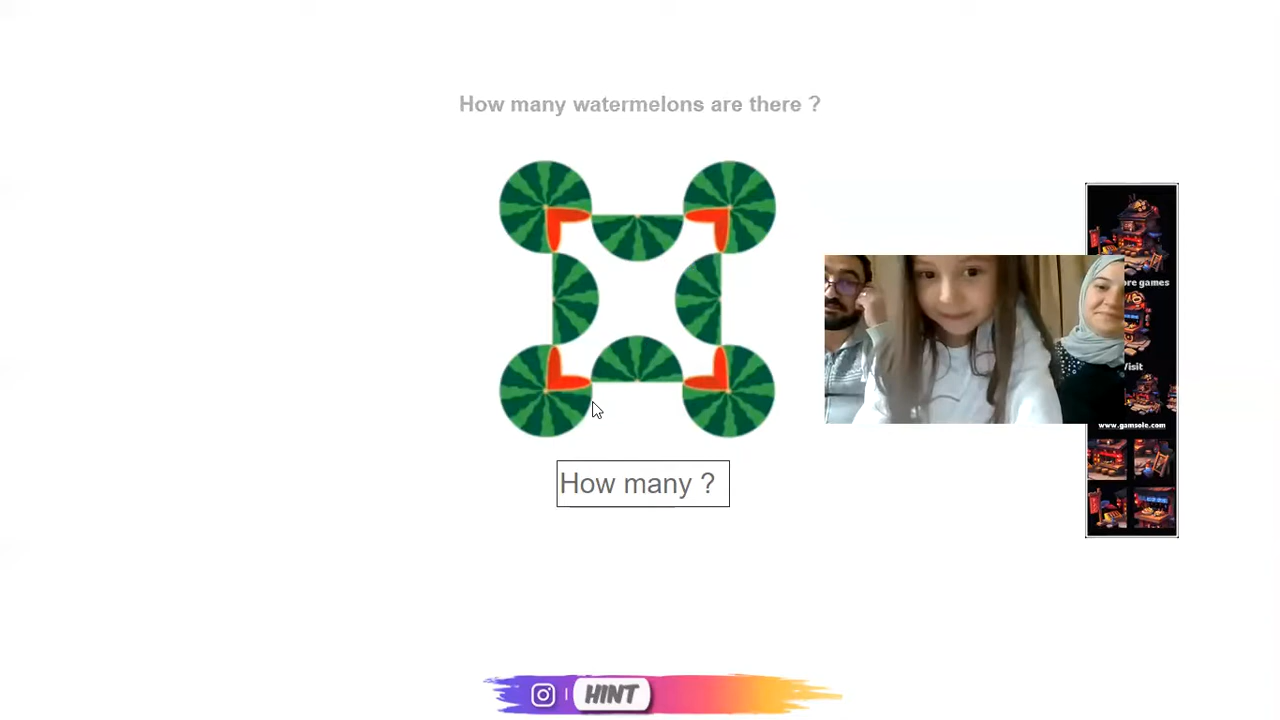 How many watermelons are there ?
ore games
Visit
www.gamsole.com
How many ?
HINT